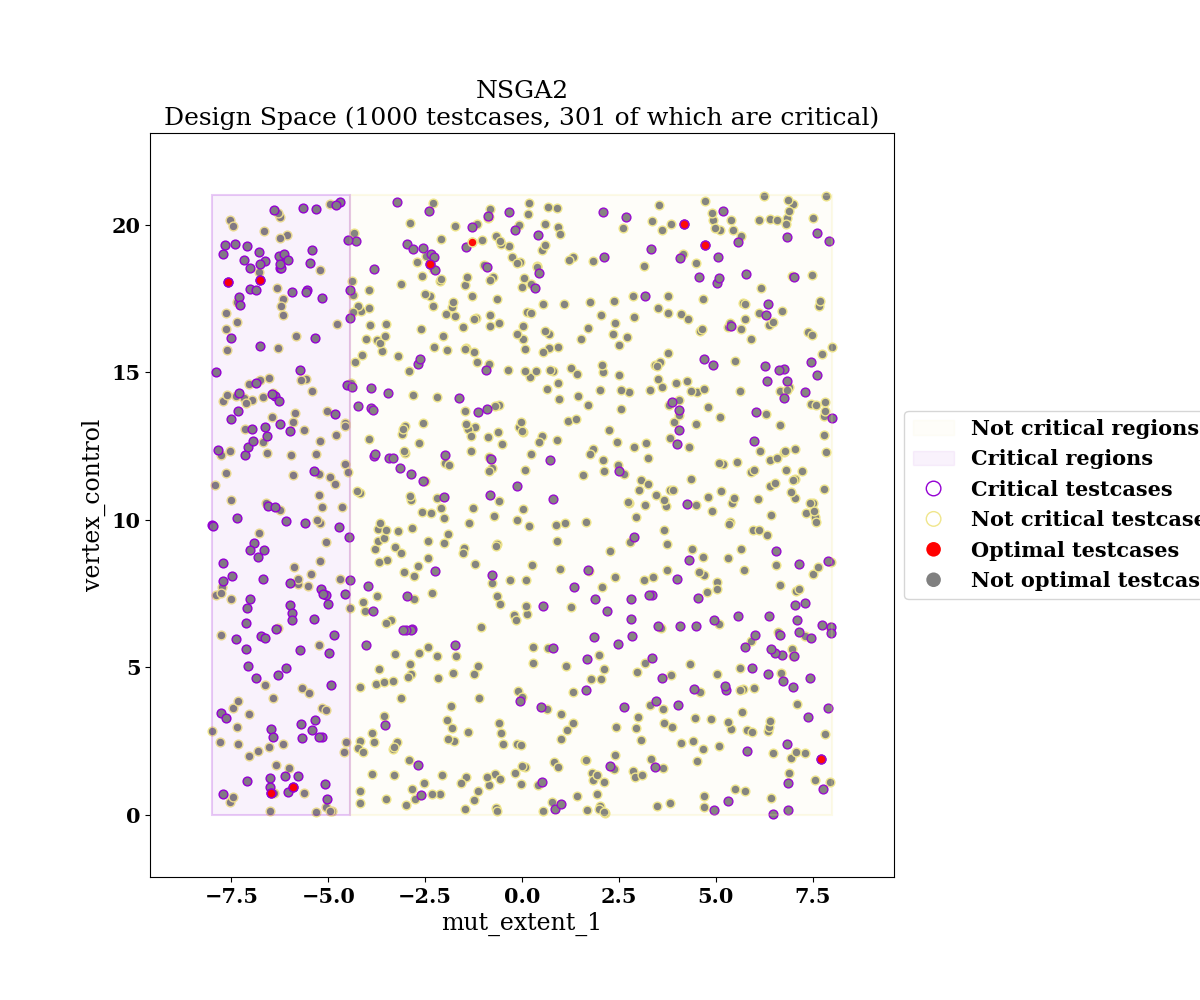 NSGA2
Design Space (1000 testcases, 301 of which are critical)
20
15
10
5
0
vertex_control
−7.5 −5.0 −2.5 0.0 2.5 5.0 7.5
mut_extent_1
Not critical regions
Critical regions
Critical testcases
Not critical testcase
Optimal testcases
Not optimal testcas